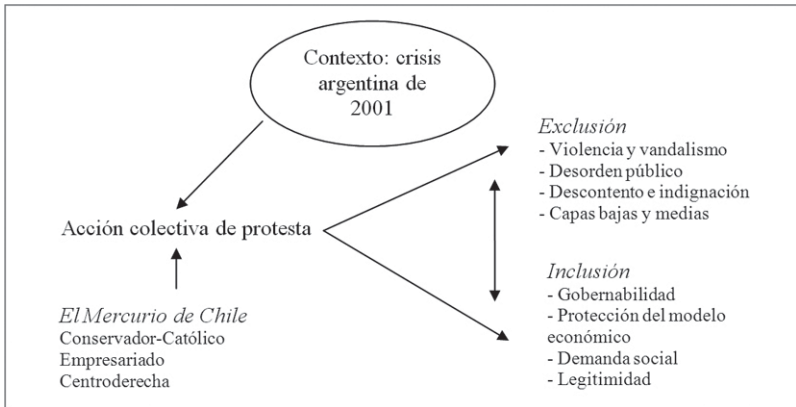 Contexto: crisis
argentina de
2001
Exclusión
- Violencia y vandalismo
- Desorden público
- Descontento e indignación
- Capas bajas y medias
Acción colectiva de protesta
Inclusión
- Gobernabilidad
- Protección del modelo
económico
- Demanda social
- Legitimidad
El Mercurio de Chile
Conservador-Católico
Empresariado
Centroderecha